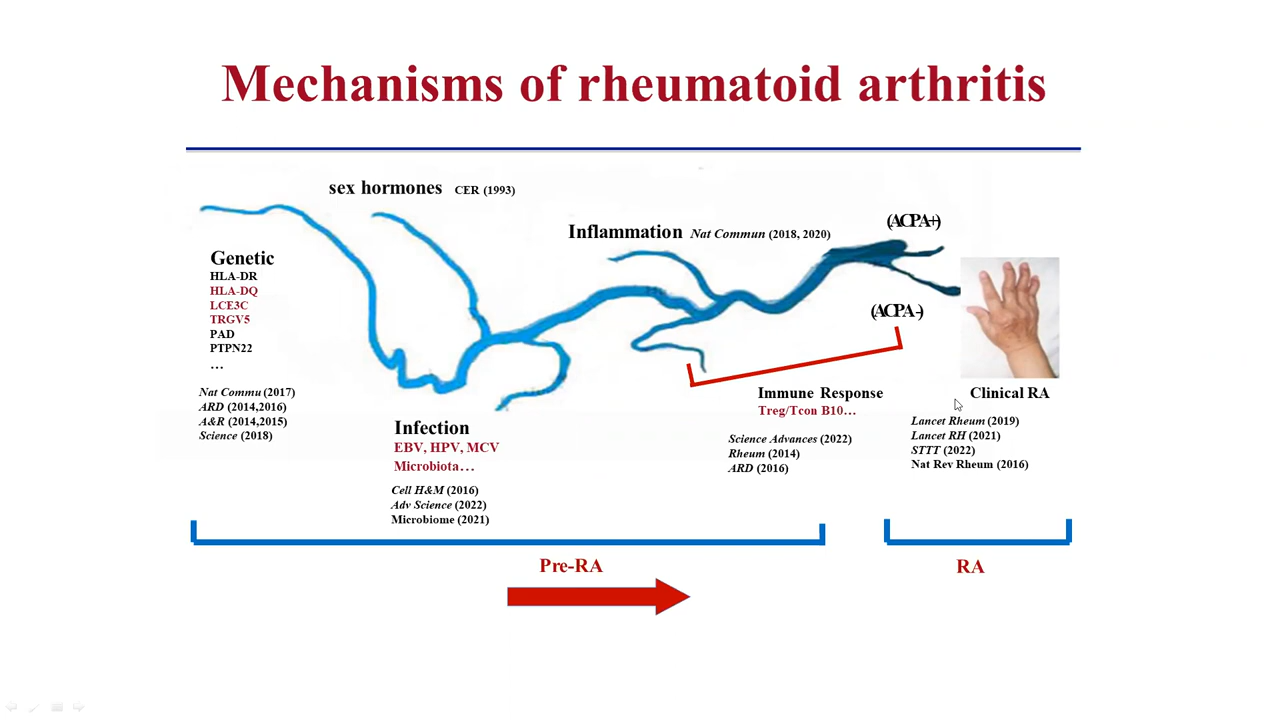 Mechanisms of rheumatoid arthritis
sex hormones CER (1993)
Inflammation Nat Commun (2018, 2020)
(ACPA+)
Genetic
HLA-DR
HLA-DQ
LCE3C
TRGV5
PAD
PTPN22
…
Nat Commu (2017)
ARD (2014,2016)
A&R (2014,2015)
Science (2018)
(ACPA-)
Infection
EBV, HPV, MCV
Microbiota…
Cell H&M (2016)
Adv Science (2022)
Microbiome (2021)
Immune Response
Treg/Tcon B10…
Science Advances (2022)
Rheum (2014)
ARD (2016)
Clinical RA
Lancet Rheum (2019)
Lancet RH (2021)
STTT (2022)
Nat Rev Rheum (2016)
Pre-RA
RA